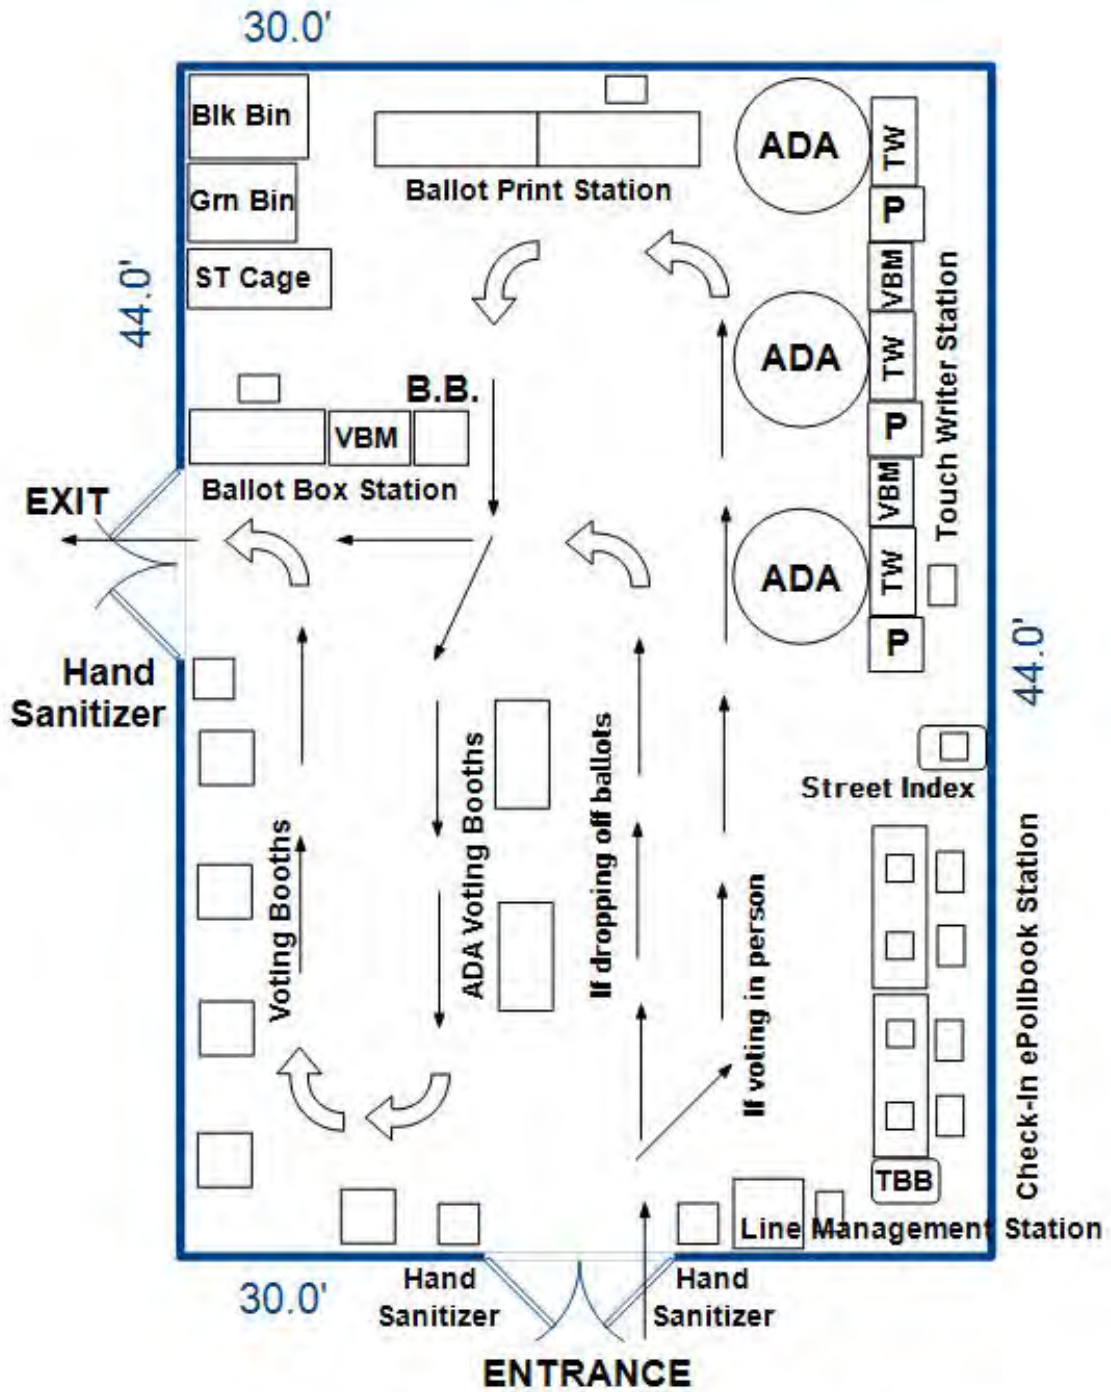 30.0'
Blk Bin
ADA
TW
Grn Bin
Ballot Print Station
P
ST Cage
VBM
44.0'
Touch Writer Station
ADA
TW
B.B.
P
VBM
Ballot Box Station
VBM
EXIT
ADA
TW
P
Hand
Sanitizer
44.0'
Street Index
Voting Booths
ADA Voting Booths
If dropping off ballots
If voting in person
Check-In ePollbook Station
TBB
Line Management Station
30.0'
Hand
Sanitizer
Hand
Sanitizer
ENTRANCE